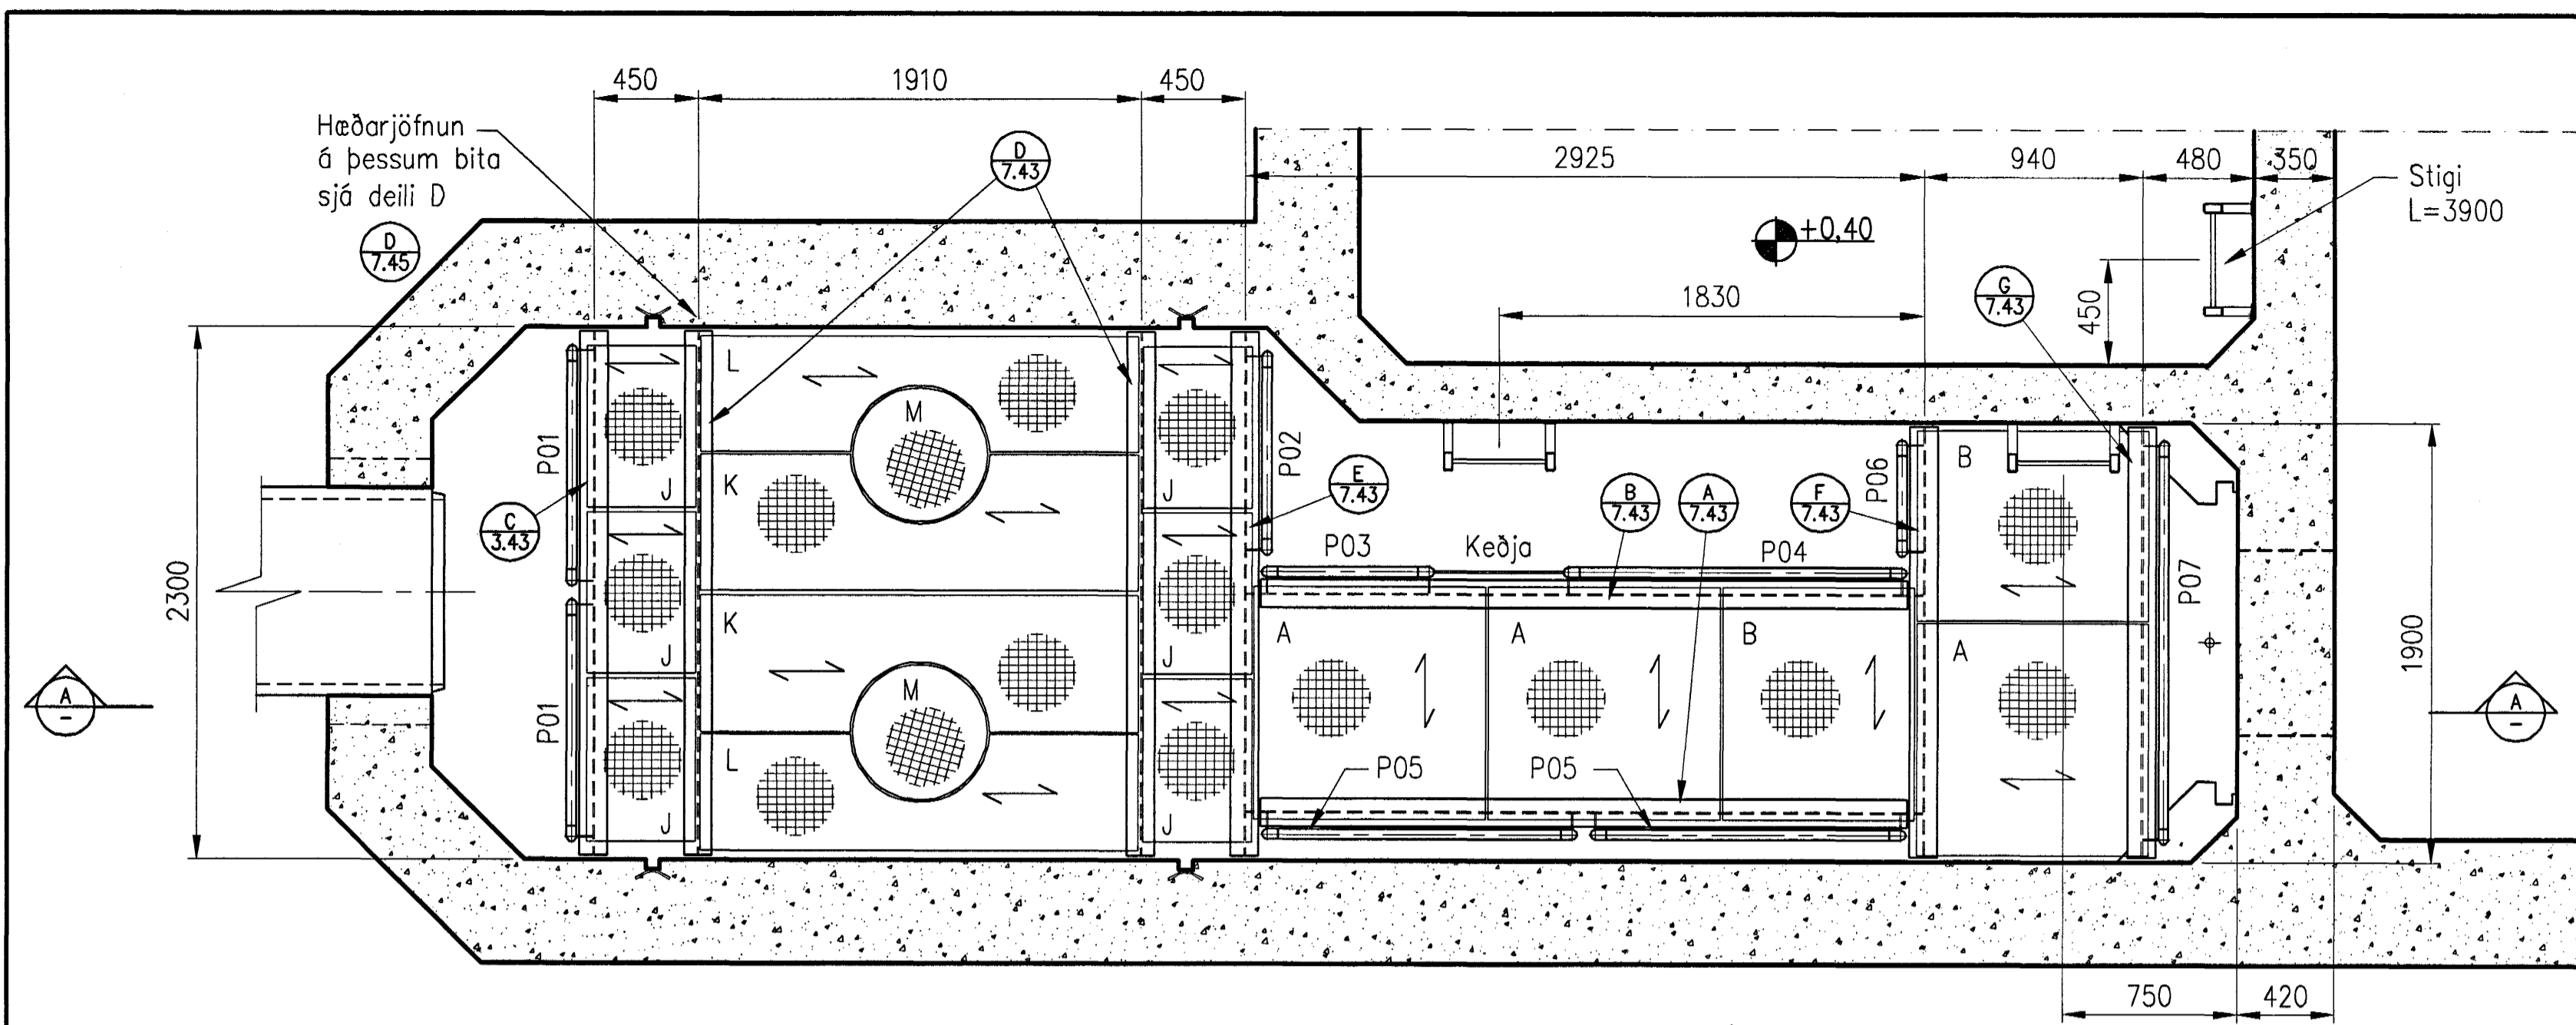 450
1910
450
Hæðarjöfnun
á þessum bita
sjá deili D
D
7.45
D
7.43
2925
940
480
350
Stigi
L=3900
+0,40
1830
G
7.43
450
L
M
P01
J
K
C
3.43
J
P02
E
7.43
B
7.43
A
7.43
F
7.43
P06
B
P03
Keðja
P04
P07
2300
1900
K
J
J
A
A
B
A
M
P01
L
J
J
P05
P05
A
–
A
–
750
420